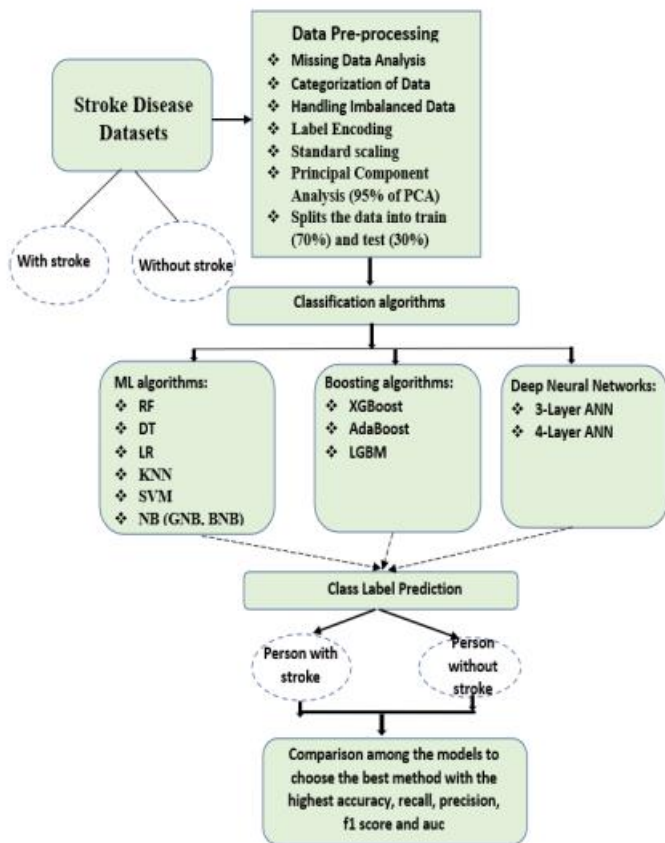 Stroke Disease
Datasets
With stroke
Without stroke
Data Pre-processing
❖ Missing Data Analysis
❖ Categorization of Data
❖ Handling Imbalanced Data
❖ Label Encoding
❖ Standard scaling
❖ Principal Component
Analysis (95% of PCA)
❖ Splits the data into train
(70%) and test (30%)
Classification algorithms
ML algorithms:
❖ RF
❖ DT
❖ LR
❖ KNN
❖ SVM
❖ NB (GNB, BNB)
Boosting algorithms:
❖ XGBoost
❖ AdaBoost
❖ LGBM
Deep Neural Networks:
❖ 3-Layer ANN
❖ 4-Layer ANN
Class Label Prediction
Person with
stroke
Person
without
stroke
Comparison among the models to
choose the best method with the
highest accuracy, recall, precision,
f1 score and auc